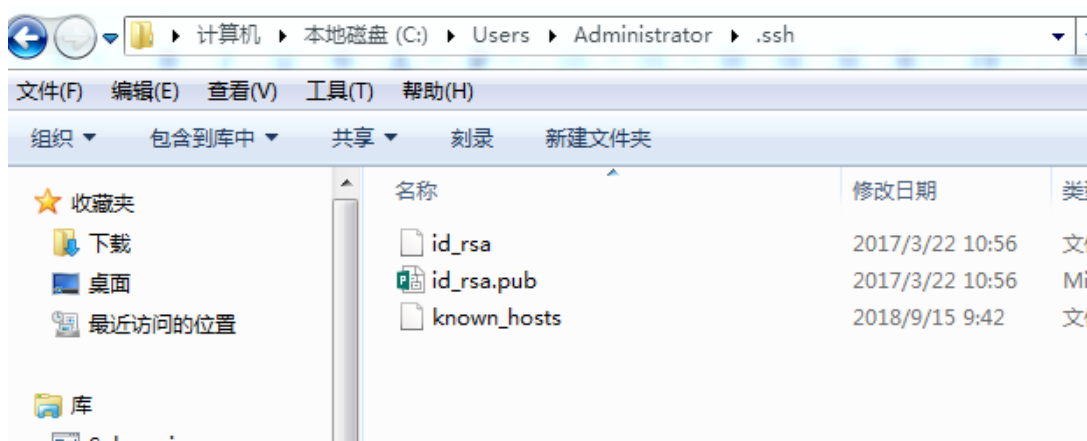 计算机 本地磁盘 (C:) Users Administrator .ssh
文件(F) 编辑(E) 查看(V) 工具(T) 帮助(H)
组织 包含到库中 共享 刻录 新建文件夹
收藏夹
下载
桌面
最近访问的位置
库
名称 修改日期
id_rsa 2017/3/22 10:56 文
id_rsa.pub 2017/3/22 10:56 Mi
known_hosts 2018/9/15 9:42 文